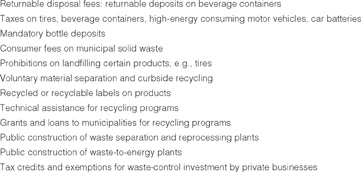 Returnable disposal fees: returnable deposits on beverage containers
Taxes on tires, beverage containers, high-energy consuming motor vehicles, car batteries
Mandatory bottle deposits
Consumer fees on municipal solid waste
Prohibitions on landfilling certain products, e.g., tires
Voluntary material separation and curbside recycling
Recycled or recyclable labels on products
Technical assistance for recycling programs
Grants and loans to municipalities for recycling programs
Public construction of waste separation and reprocessing plants
Public construction of waste-to-energy plants
Tax credits and exemptions for waste-control investment by private businesses